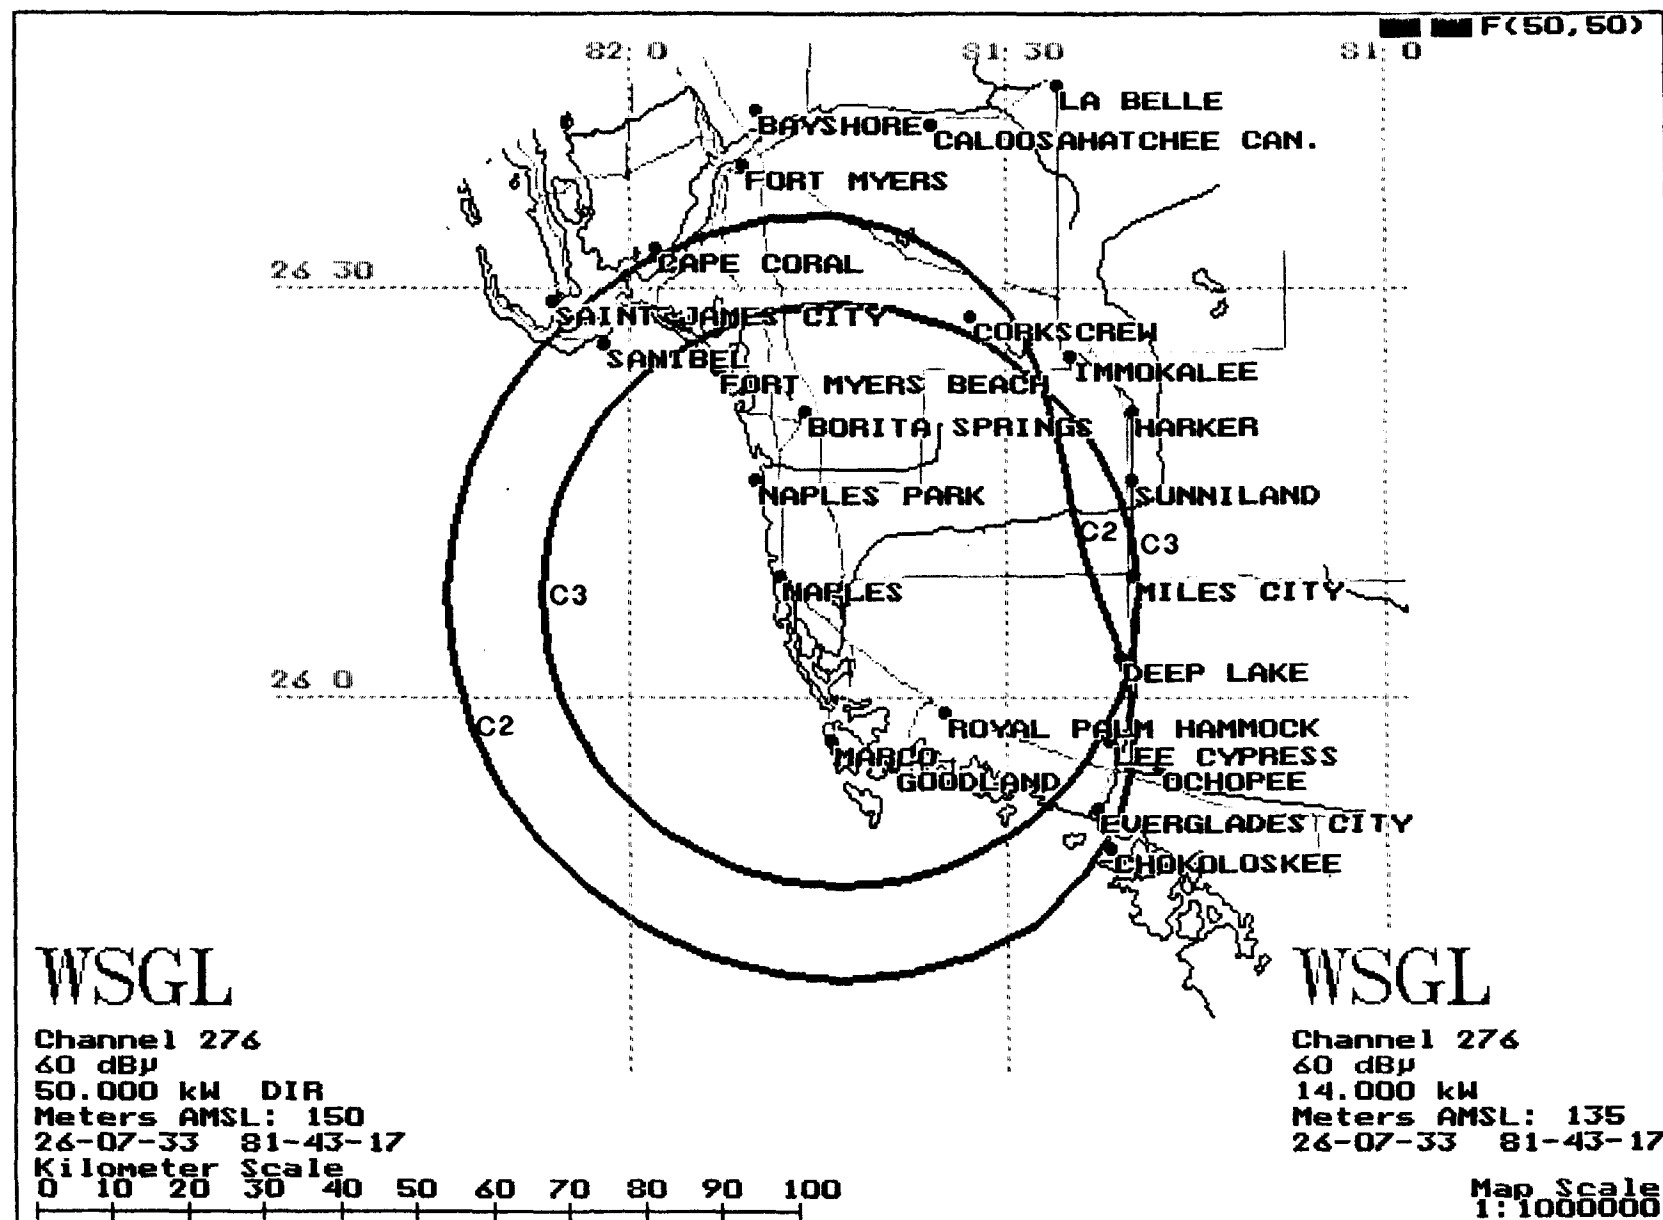 F(50,50)
82 0
81 30
81 0
LA BELLE
BAYSHORE
CALOOSAHATCHEE CAN.
FORT MYERS
CAPE CORAL
26 30
SAINT JAMES CITY
CORKSCREW
SANIBEL
IMMOKALEE
FORT MYERS BEACH
BORITA SPRINGS
HARKER
NAPLES PARK
SUNNILAND
C2
C3
C3
NAPLES
MILES CITY
26 0
DEEP LAKE
C2
ROYAL PALM HAMMOCK
MARCO
LEE CYPRESS
GOODLAND
OCHOPEE
EVERGLADES CITY
CHOKOLOSKEE
WSGL
Channel 276
60 dBµ
50.000 kW DIR
Meters AMSL: 150
26-07-33 81-43-17
Kilometer Scale
0 10 20 30 40 50 60 70 80 90 100
WSGL
Channel 276
60 dBµ
14.000 kW
Meters AMSL: 135
26-07-33 81-43-17
Map Scale
1:1000000